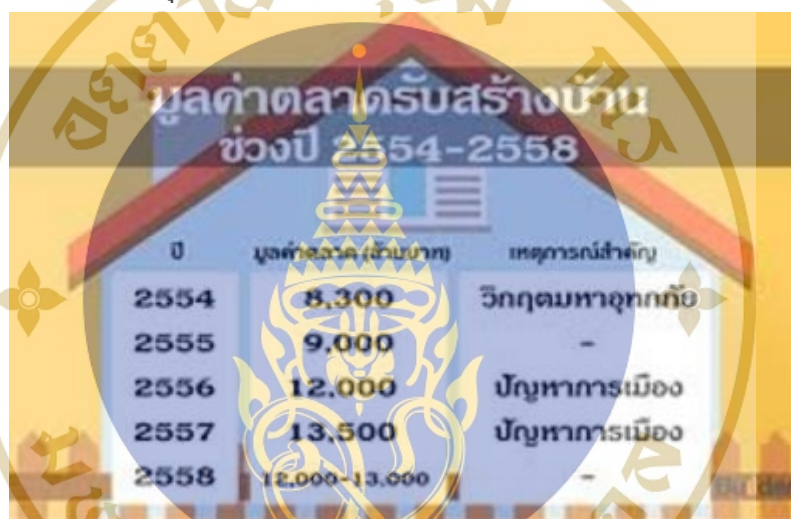 มูลค่าตลาดรับสร้างบ้าน
ช่วงปี 2554-2558
ปี มูลค่าตลาด (ล้านบาท) เหตุการณ์สำคัญ
2554 8,300 วิกฤตมหาอุทกภัย
2555 9,000 -
2556 12,000 ปัญหาการเมือง
2557 13,500 ปัญหาการเมือง
2558 12,000-13,000 -